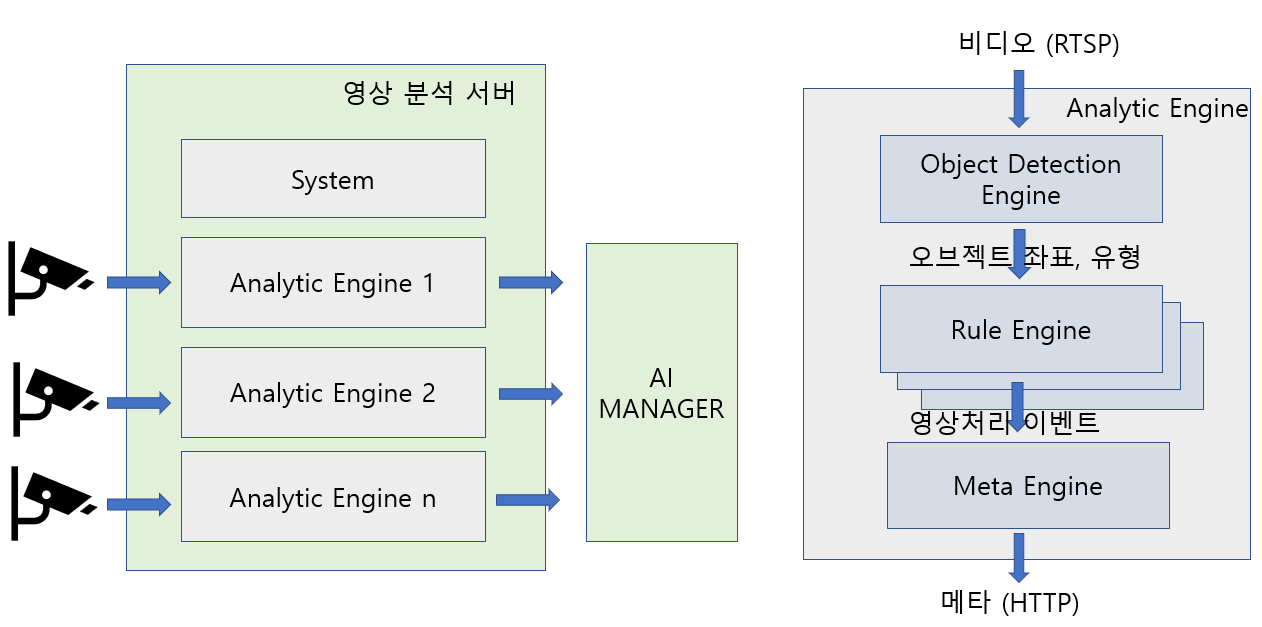 영상 분석 서버
System
Analytic Engine 1
Analytic Engine 2
Analytic Engine n
AI
MANAGER
비디오 (RTSP)
Analytic Engine
Object Detection
Engine
오브젝트 좌표, 유형
Rule Engine
영상처리 이벤트
Meta Engine
메타 (HTTP)